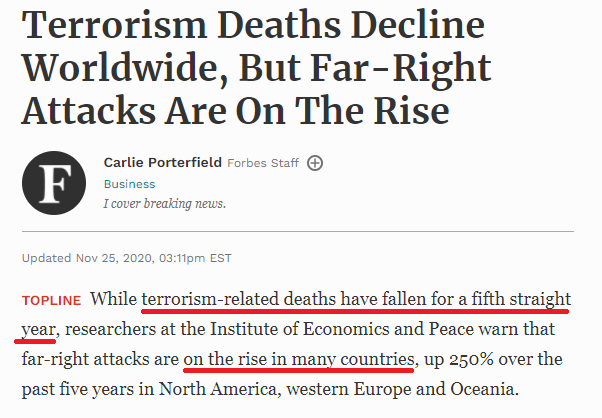 Terrorism Deaths Decline
Worldwide, But Far-Right
Attacks Are On The Rise
F
Carlie Porterfield Forbes Staff
Business
I cover breaking news.
Updated Nov 25, 2020, 03:11pm EST
TOPLINE While terrorism-related deaths have fallen for a fifth straight
year, researchers at the Institute of Economics and Peace warn that
far-right attacks are on the rise in many countries, up 250% over the
past five years in North America, western Europe and Oceania.